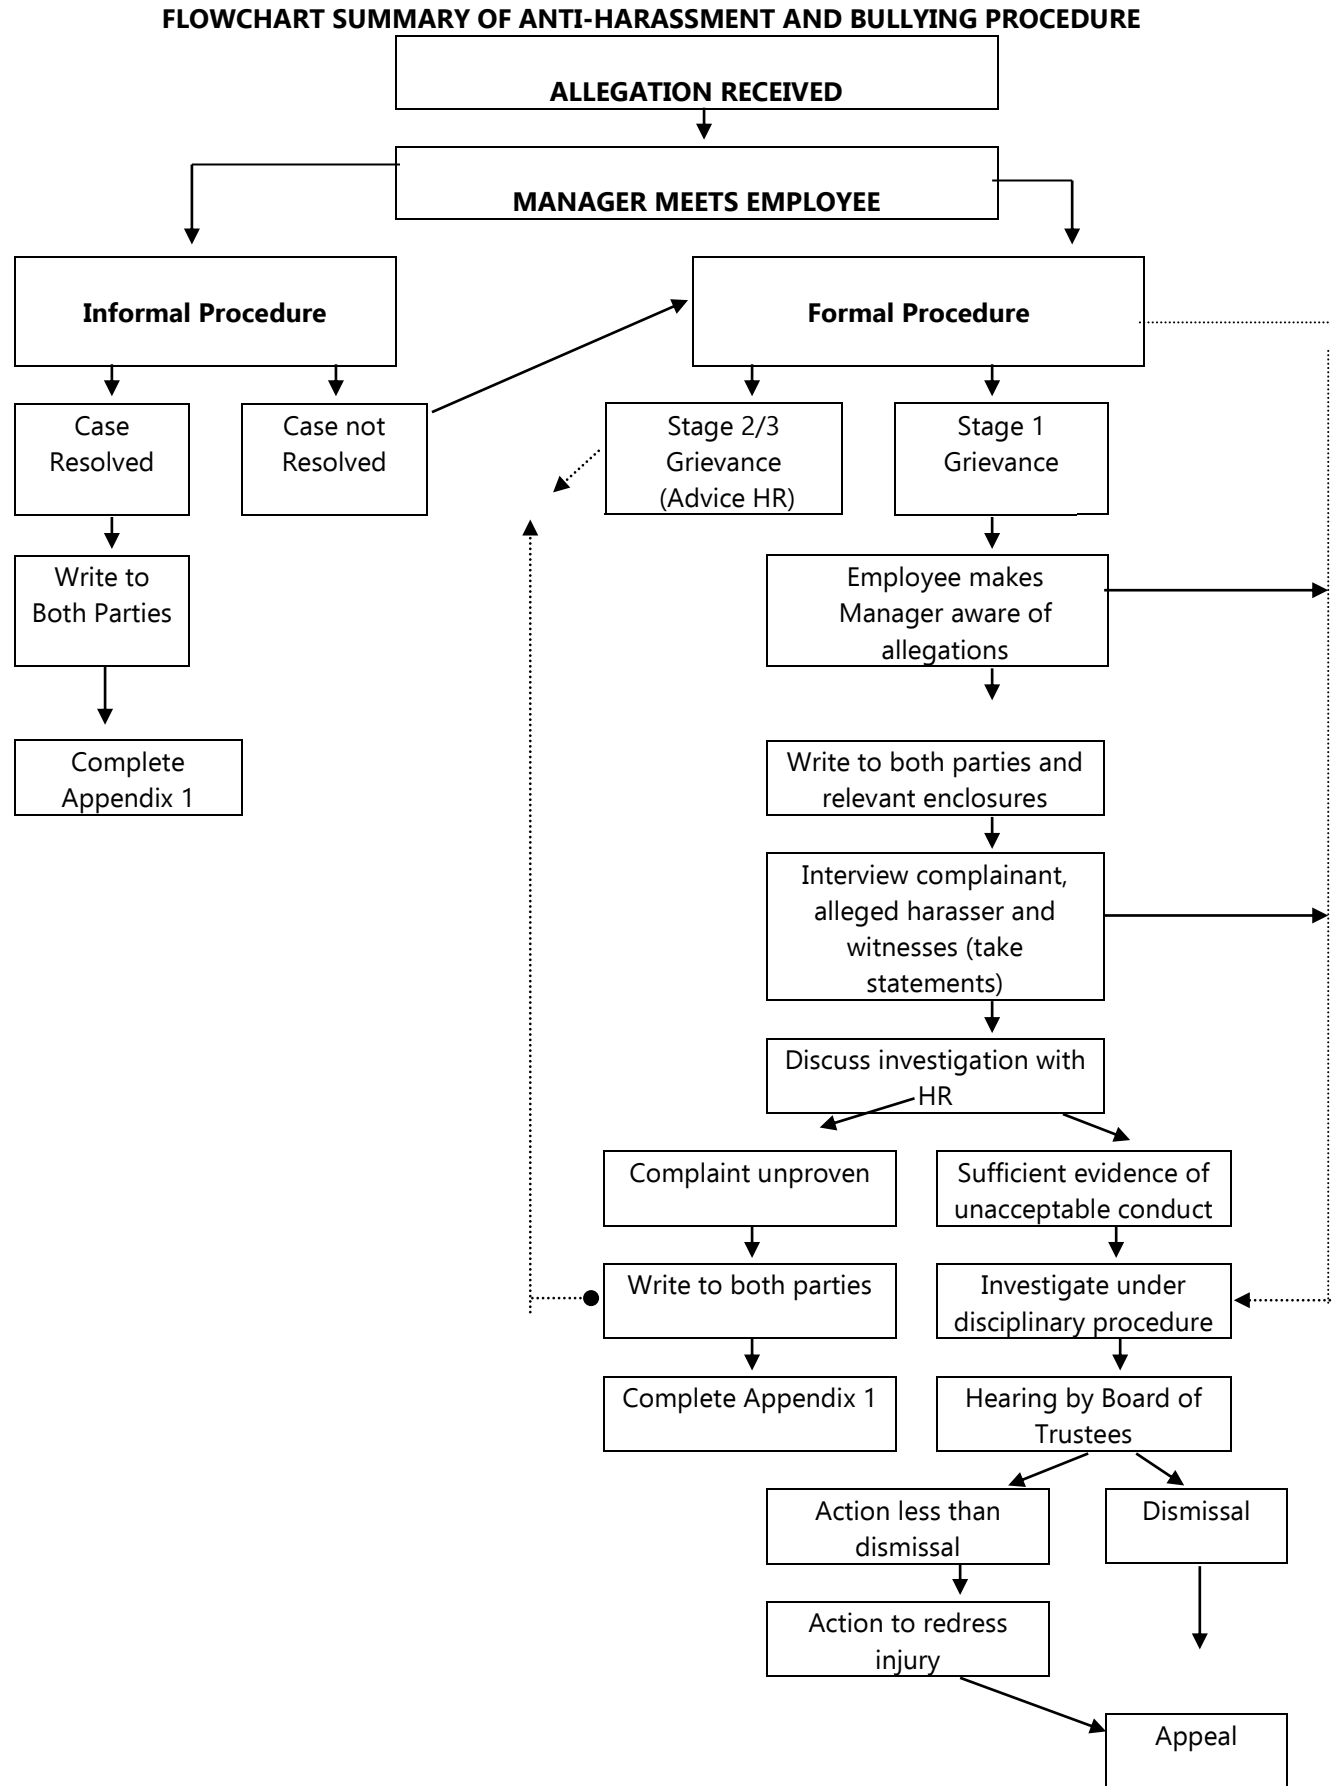 FLOWCHART SUMMARY OF ANTI-HARASSMENT AND BULLYING PROCEDURE
ALLEGATION RECEIVED
MANAGER MEETS EMPLOYEE
Informal Procedure
Formal Procedure
Case
Resolved
Case not
Resolved
Stage 2/3
Grievance
(Advice HR)
Stage 1
Grievance
Write to
Both Parties
Employee makes
Manager aware of
allegations
Complete
Appendix 1
Write to both parties and
relevant enclosures
Interview complainant,
alleged harasser and
witnesses (take
statements)
Discuss investigation with
HR
Complaint unproven
Sufficient evidence of
unacceptable conduct
Write to both parties
Investigate under
disciplinary procedure
Complete Appendix 1
Hearing by Board of
Trustees
Action less than
dismissal
Dismissal
Action to redress
injury
Appeal